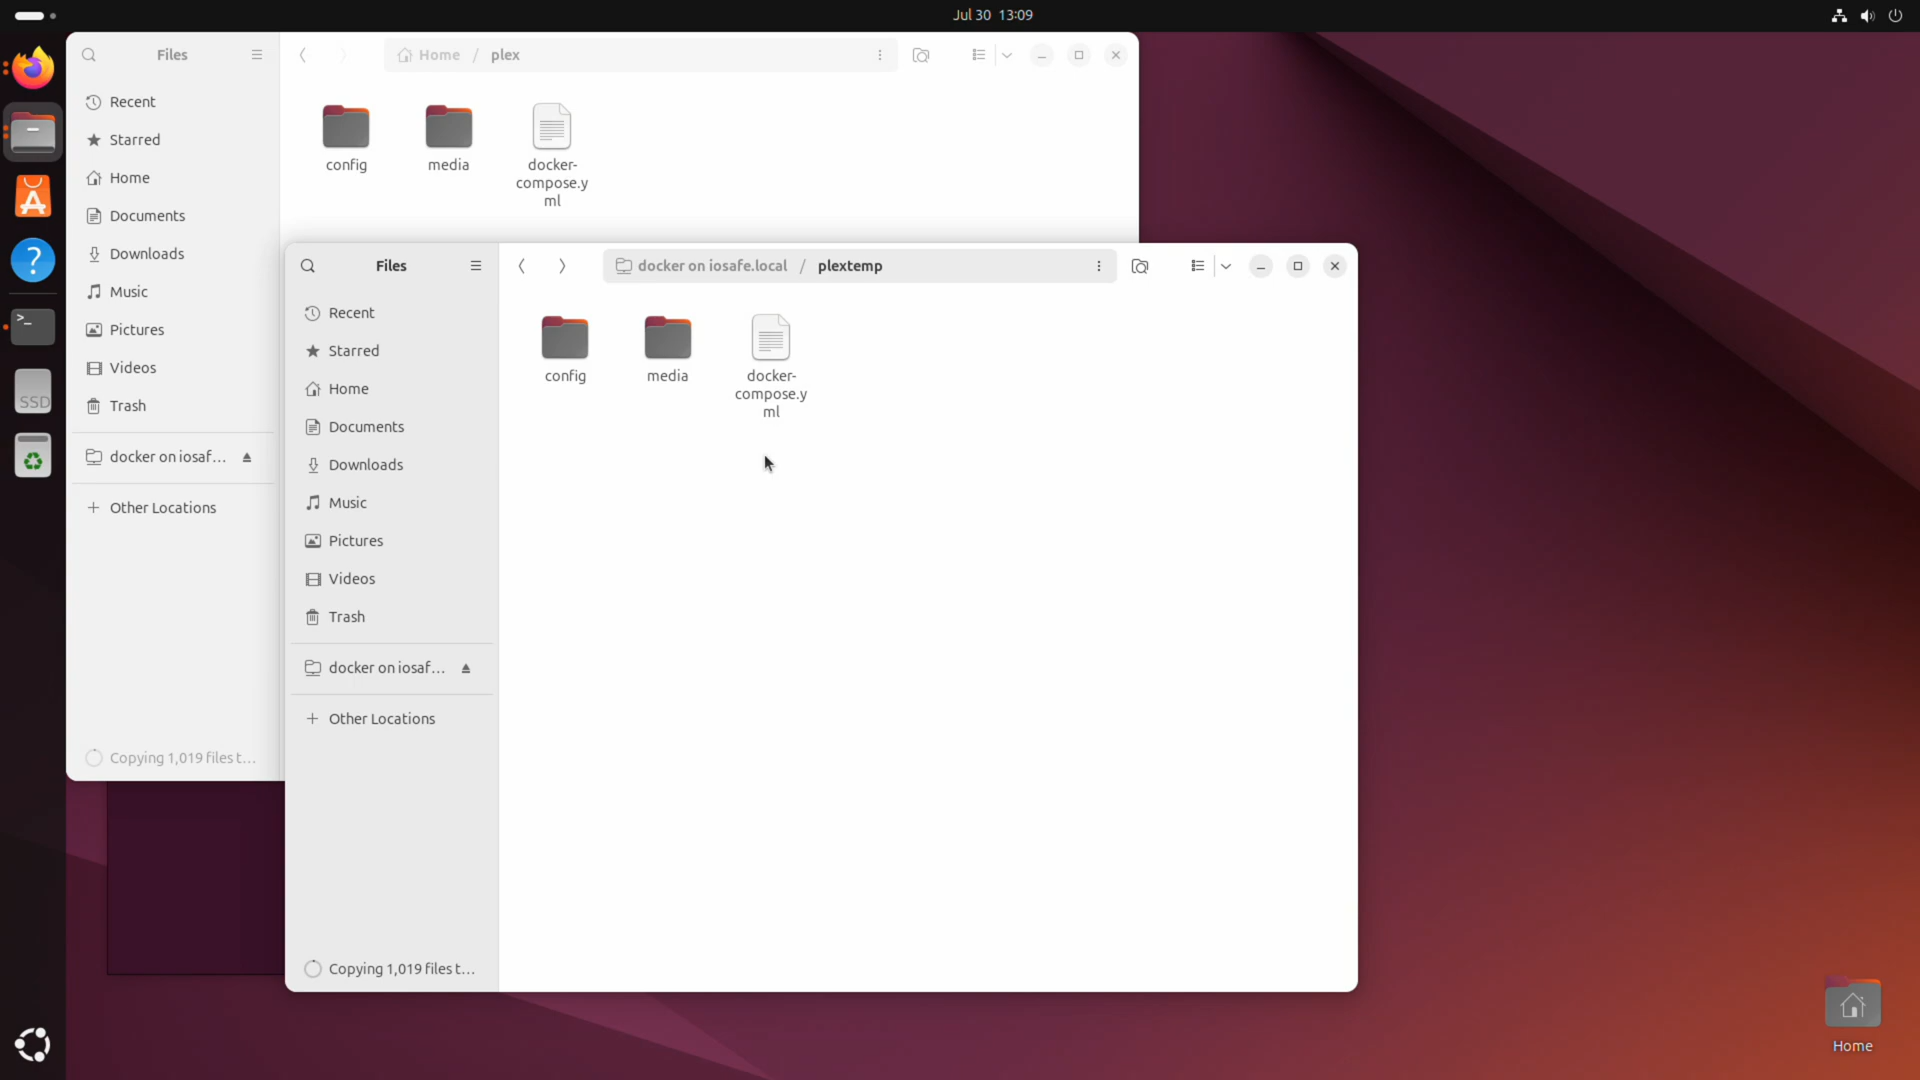 Jul 30 13:09
Files
Home / plex
Recent
Starred
Home
Documents
Downloads
Music
Pictures
Videos
Trash
docker on iosaf...
Other Locations
Copying 1,019 files t...
config
media
docker-
compose.y
ml
Files
docker on iosafe.local / plextemp
Recent
Starred
Home
Documents
Downloads
Music
Pictures
Videos
Trash
docker on iosaf...
Other Locations
Copying 1,019 files t...
config
media
docker-
compose.y
ml
SSD
Home